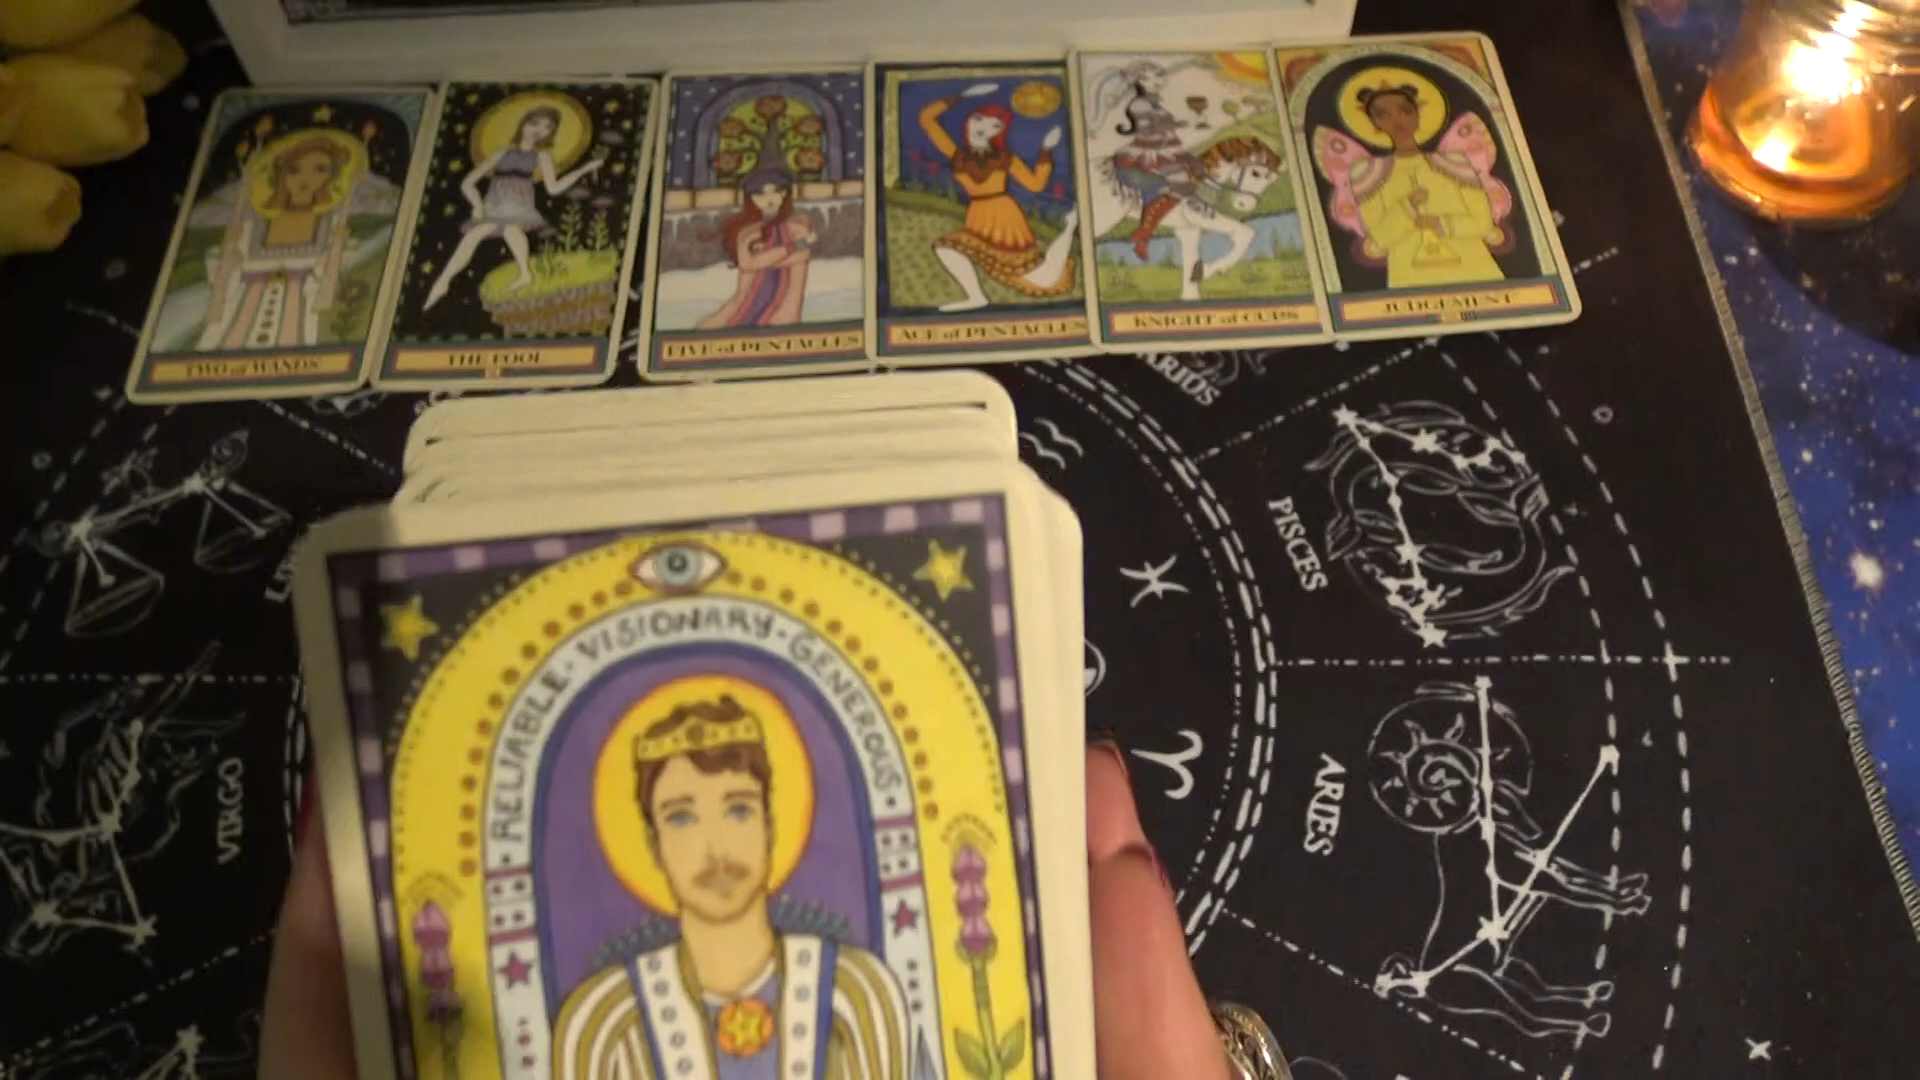 TWO of WANDS
THE FOOL
FIVE of PENTACLES
ACE of PENTACLES
KNIGHT of CUPS
JUDGEMENT
RELIABLE · VISIONARY · GENEROUS ·
PISCES
ARIES
VIRGO